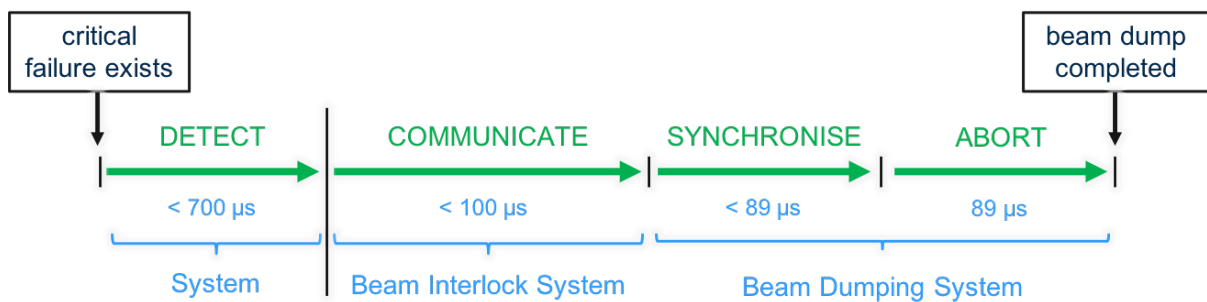 critical
failure exists
beam dump
completed
DETECT
COMMUNICATE
SYNCHRONISE
ABORT
< 700 µs
< 100 µs
< 89 µs
89 µs
System
Beam Interlock System
Beam Dumping System